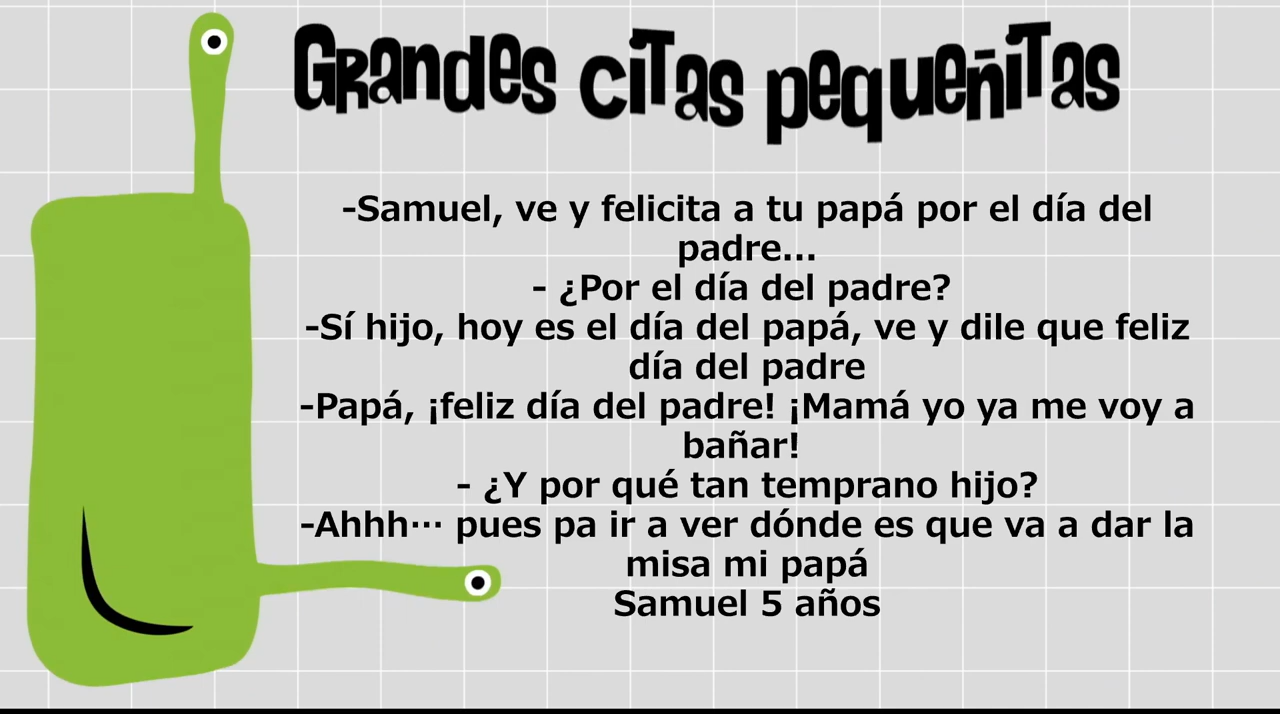 Grandes citas pequeñitas
-Samuel, ve y felicita a tu papá por el día del
padre...
- ¿Por el día del padre?
-Sí hijo, hoy es el día del papá, ve y dile que feliz
día del padre
-Papá, ¡feliz día del padre! ¡Mamá yo ya me voy a
bañar!
- ¿Y por qué tan temprano hijo?
-Ahhh··· pues pa ir a ver dónde es que va a dar la
misa mi papá
Samuel 5 años